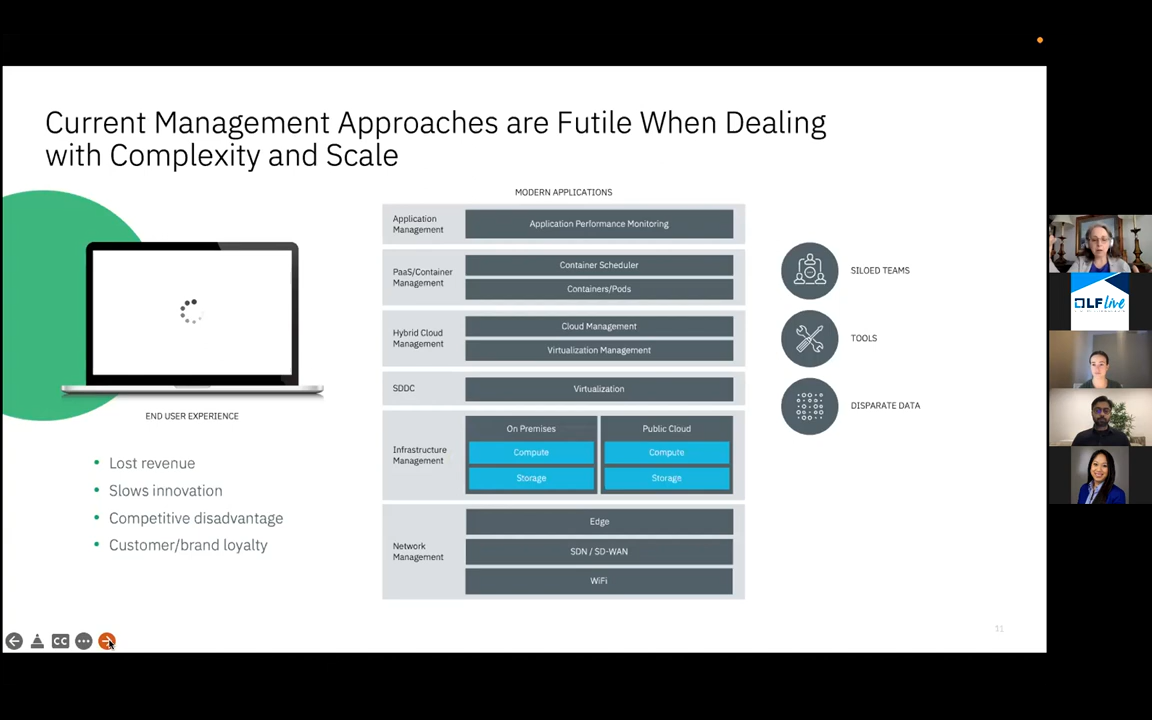 Current Management Approaches are Futile When Dealing
with Complexity and Scale
END USER EXPERIENCE
• Lost revenue
• Slows innovation
• Competitive disadvantage
• Customer/brand loyalty
MODERN APPLICATIONS
Application
Management
Application Performance Monitoring
PaaS/Container
Management
Container Scheduler
Containers/Pods
Hybrid Cloud
Management
Cloud Management
Virtualization Management
SDDC
Virtualization
Infrastructure
Management
On Premises
Compute
Storage
Public Cloud
Compute
Storage
Network
Management
Edge
SDN / SD-WAN
WiFi
SILOED TEAMS
TOOLS
DISPARATE DATA
11
CC
LF live